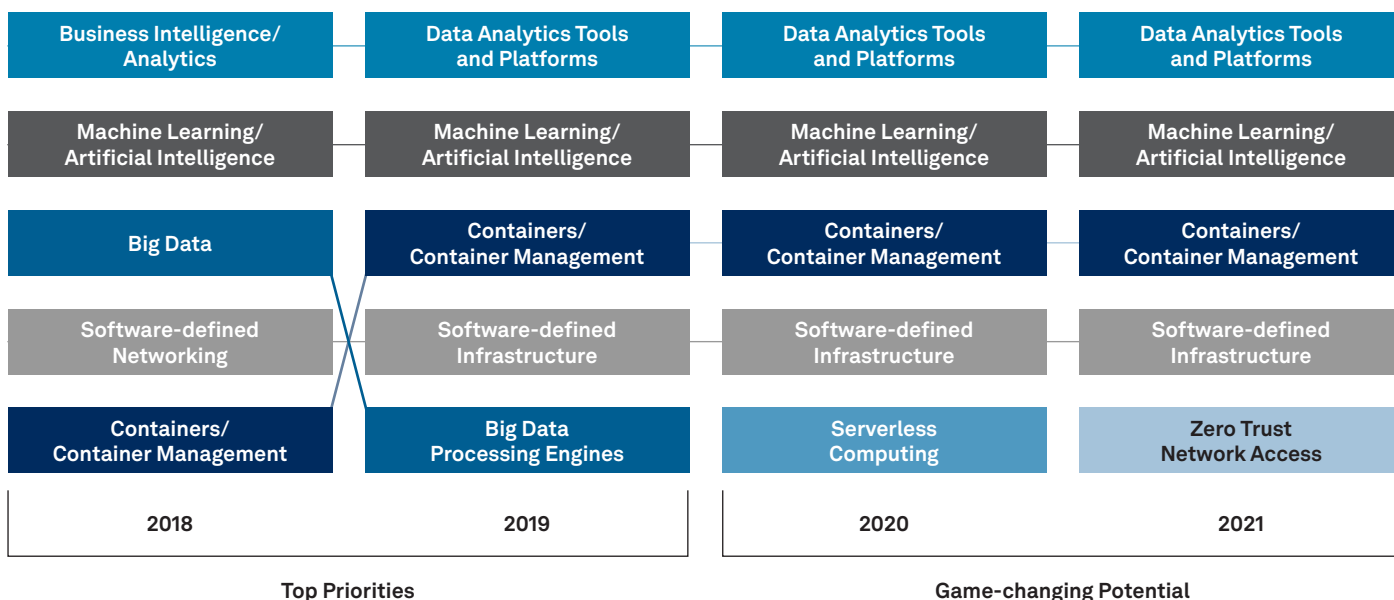 Business Intelligence/
Analytics
Data Analytics Tools
and Platforms
Data Analytics Tools
and Platforms
Data Analytics Tools
and Platforms
Machine Learning/
Artificial Intelligence
Machine Learning/
Artificial Intelligence
Machine Learning/
Artificial Intelligence
Machine Learning/
Artificial Intelligence
Big Data
Containers/
Container Management
Containers/
Container Management
Containers/
Container Management
Software-defined
Networking
Software-defined
Infrastructure
Software-defined
Infrastructure
Software-defined
Infrastructure
Containers/
Container Management
Big Data
Processing Engines
Serverless
Computing
Zero Trust
Network Access
2018
2019
2020
2021
Top Priorities
Game-changing Potential